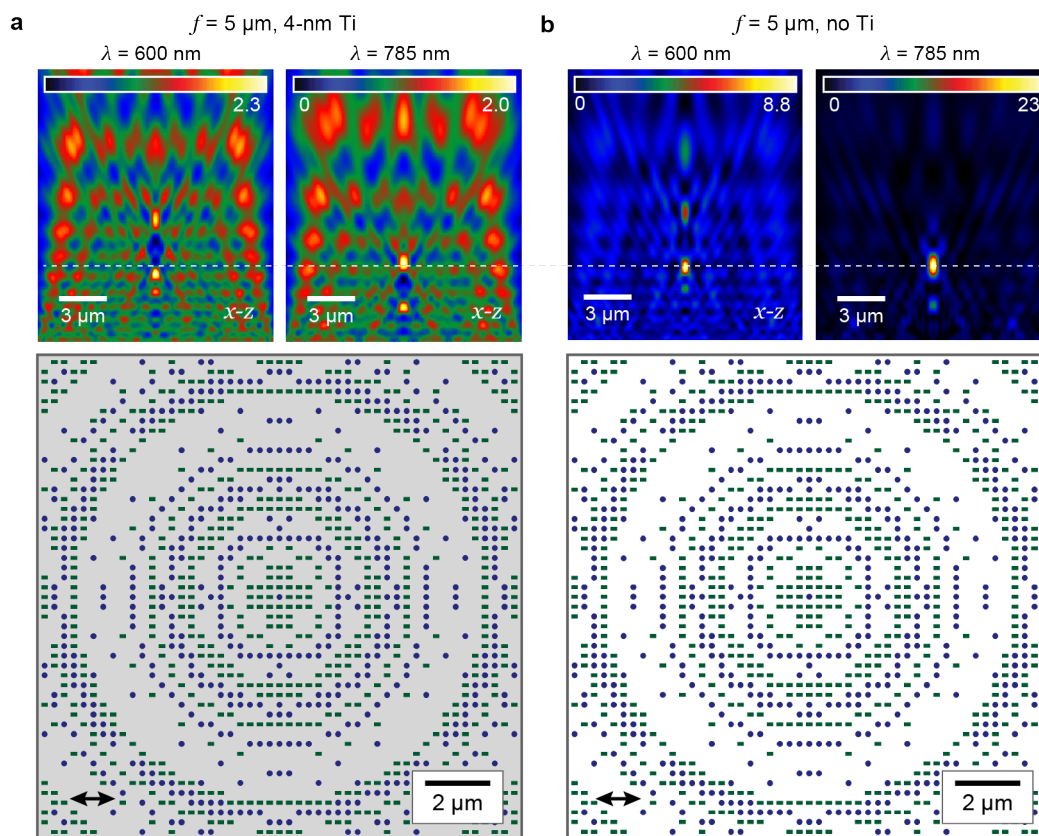 a
f = 5 μm, 4-nm Ti
λ = 600 nm
λ = 785 nm
2.3
0
2.0
3 μm
x-z
3 μm
x-z
2 μm
b
f = 5 μm, no Ti
λ = 600 nm
λ = 785 nm
0
8.8
0
23
3 μm
x-z
3 μm
2 μm